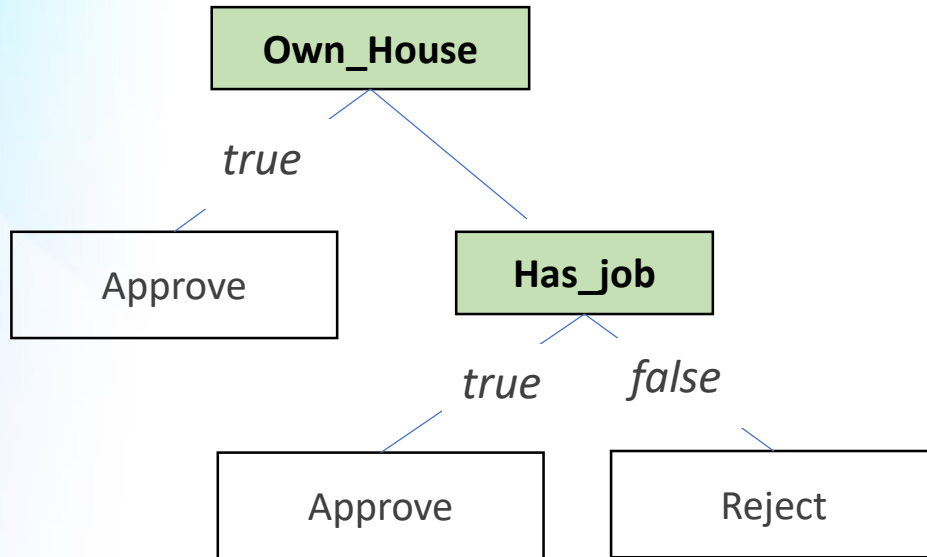 Own_House
true
Approve
Has_job
true
false
Approve
Reject